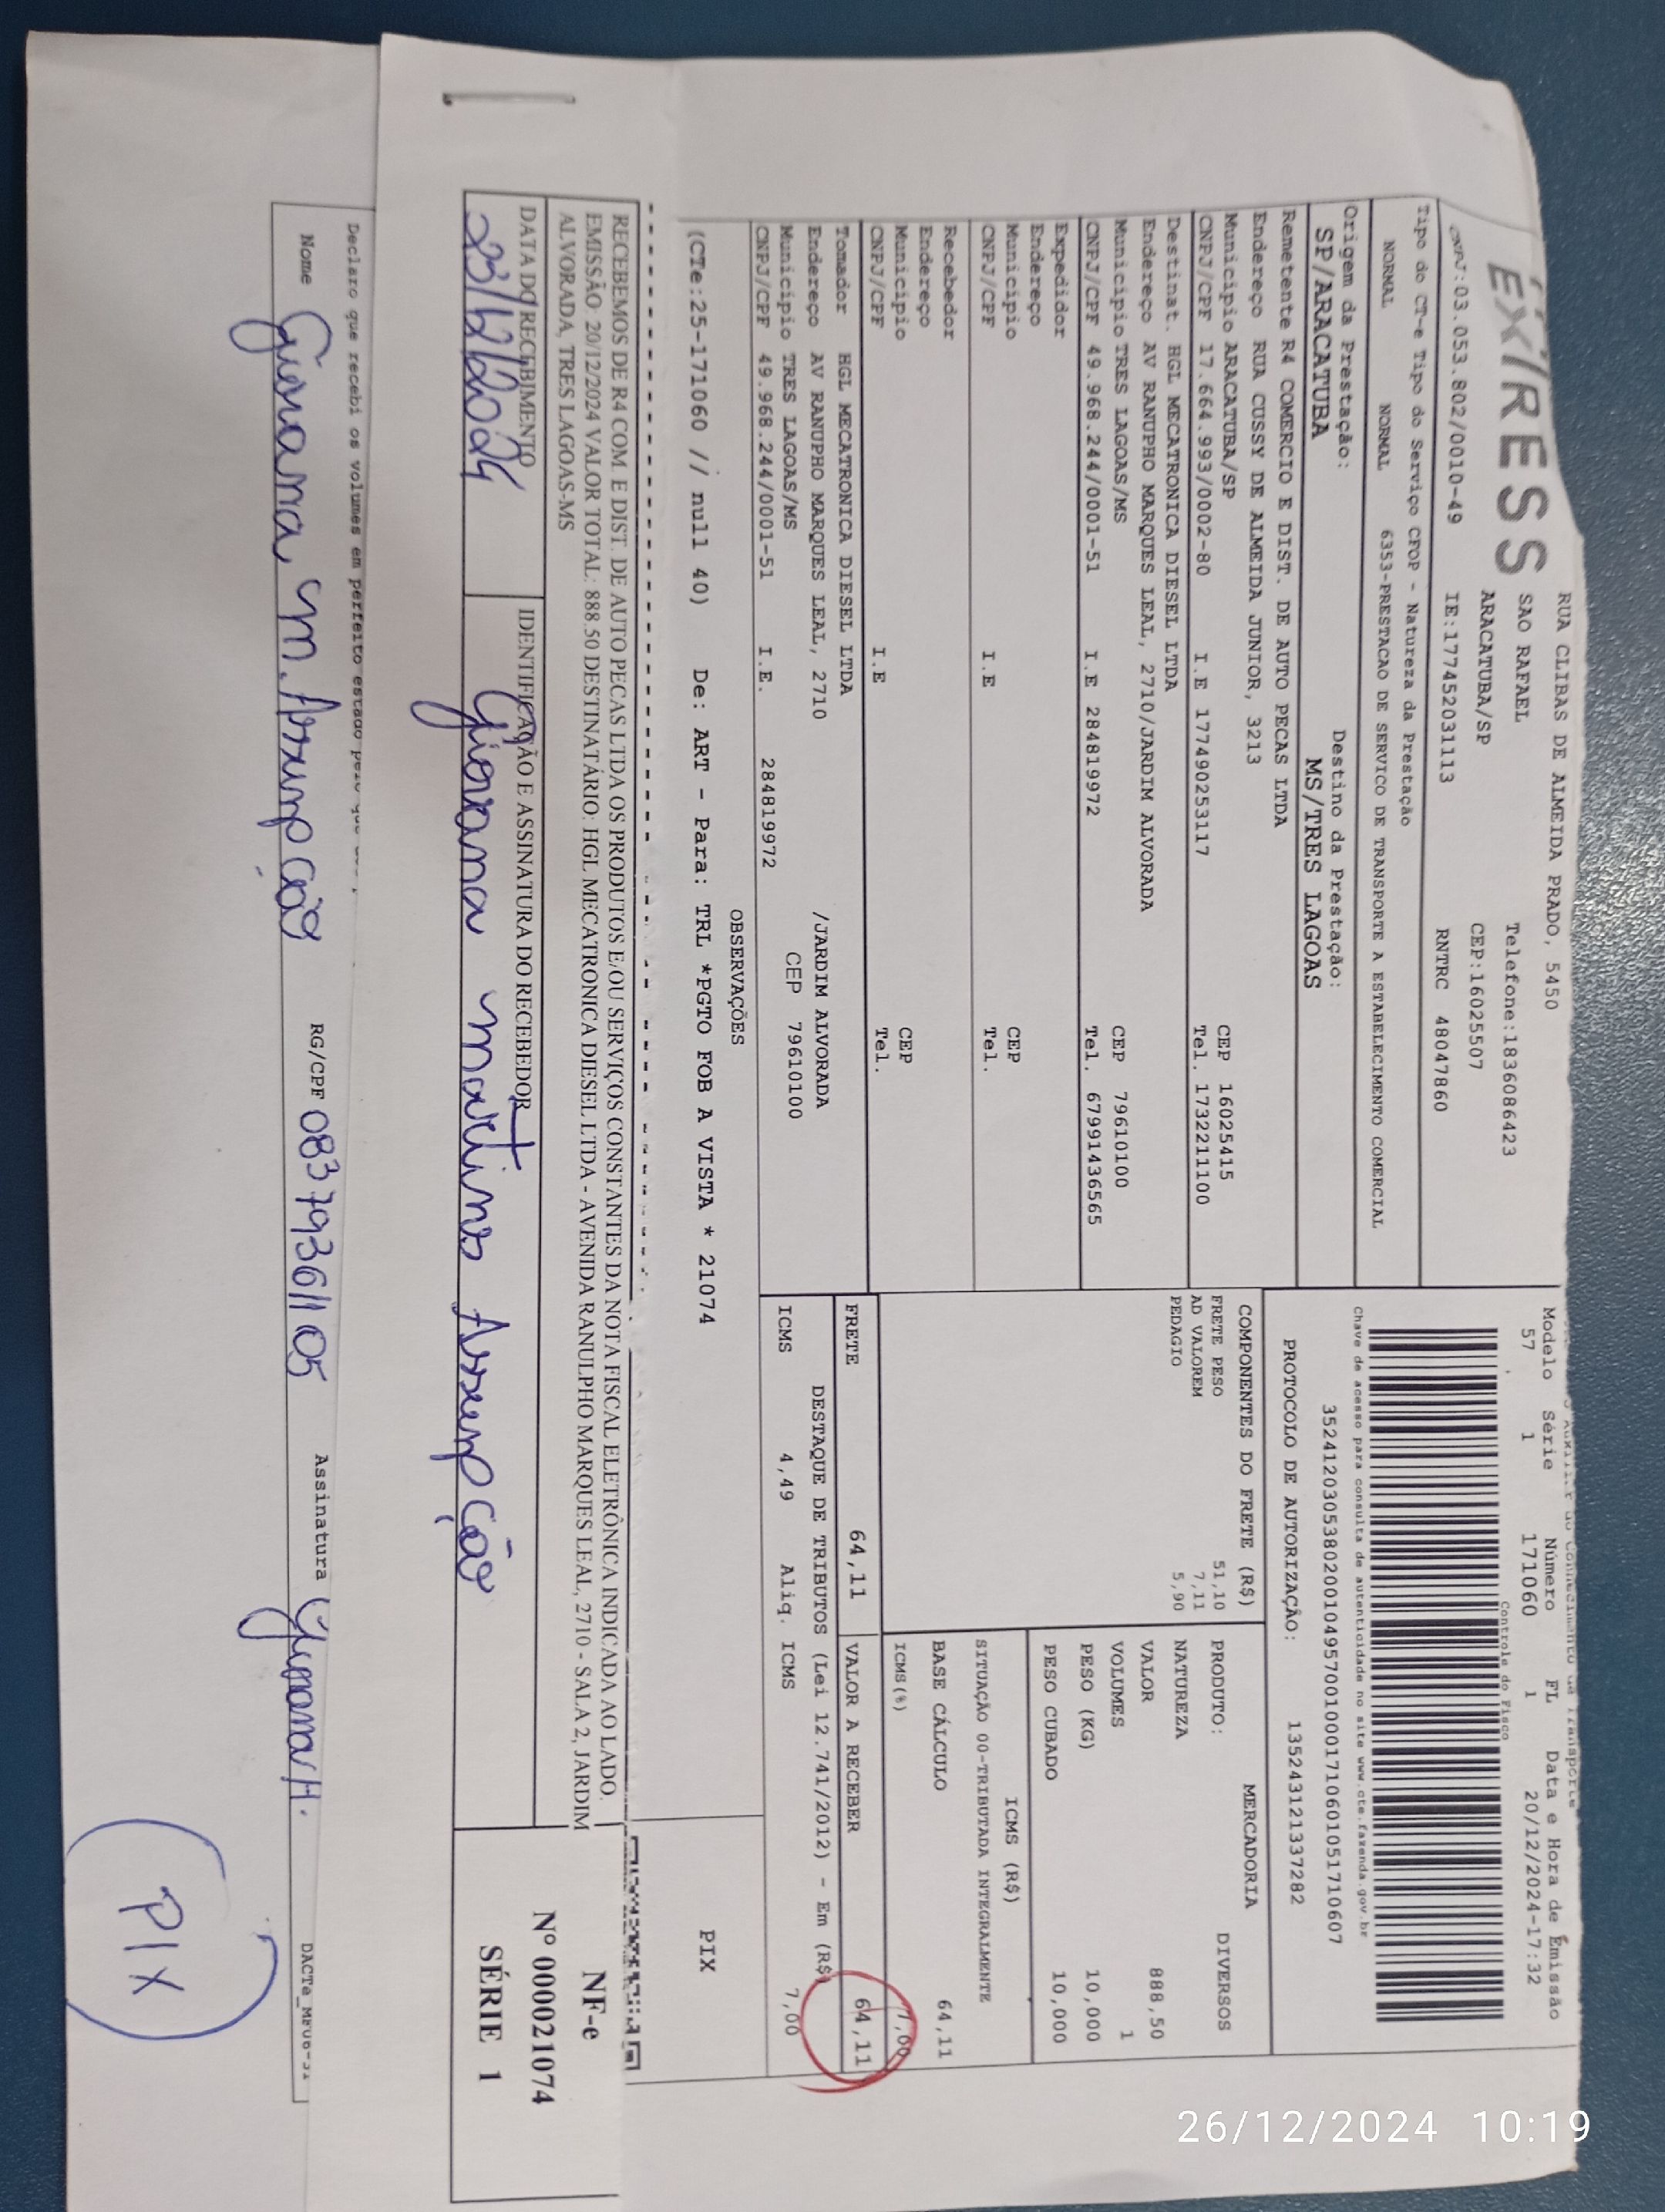 EX'RESS
RUA CLIBAS DE ALMEIDA PRADO, 5450
SAO RAFAEL Telefone:1836086423
ARACATUBA/SP CEP:16025507
CNPJ:03.053.802/0010-49 IE:177452031113 RNTRC 48047860
Tipo do CT-e Tipo do Serviço CFOP - Natureza da Prestação
NORMAL NORMAL 6353-PRESTACAO DE SERVICO DE TRANSPORTE A ESTABELECIMENTO COMERCIAL
Origem da Prestação: Destino da Prestação:
SP/ARACATUBA MS/TRES LAGOAS
Remetente R4 COMERCIO E DIST. DE AUTO PECAS LTDA
Endereço RUA CUSSY DE ALMEIDA JUNIOR, 3213
Municipio ARACATUBA/SP CEP 16025415
CNPJ/CPF 17.664.993/0002-80 I.E 177490253117 Tel. 1732211100
Destinat. HGL MECATRONICA DIESEL LTDA
Endereço AV RANUPHO MARQUES LEAL, 2710/JARDIM ALVORADA
Municipio TRES LAGOAS/MS CEP 79610100
CNPJ/CPF 49.968.244/0001-51 I.E 284819972 Tel. 67991436565
Expedidor
Endereço
Municipio CEP
CNPJ/CPF I.E Tel.
Recebedor
Endereço
Municipio CEP
CNPJ/CPF I.E Tel.
Tomador HGL MECATRONICA DIESEL LTDA
Endereço AV RANUPHO MARQUES LEAL, 2710 /JARDIM ALVORADA
Municipio TRES LAGOAS/MS CEP 79610100
CNPJ/CPF 49.968.244/0001-51 I.E. 284819972
Modelo Série Número FL Data e Hora de Emissão
57 1 171060 1 20/12/2024-17:32
Controle do Fisco
Chave de acesso para consulta de autenticidade no site www.cte.fazenda.gov.br
35241203053802001049570010001710601051710607
PROTOCOLO DE AUTORIZAÇÃO: 135243121337282
COMPONENTES DO FRETE (R$)
FRETE PESO 51,10
AD VALOREM 7,11
PEDAGIO 5,90
MERCADORIA
PRODUTO: DIVERSOS
NATUREZA
VALOR 888,50
VOLUMES 1
PESO (KG) 10,000
PESO CUBADO 10,000
ICMS (R$)
SITUAÇÃO 00-TRIBUTADA INTEGRALMENTE
BASE CÁLCULO 64,11
ICMS(%) 7,00
FRETE 64,11 VALOR A RECEBER 64,11
DESTAQUE DE TRIBUTOS (Lei 12.741/2012) - Em (R$)
ICMS 4,49 Aliq. ICMS 7,00
OBSERVAÇÕES
(CTe:25-171060 // null 40) De: ART - Para: TRL *PGTO FOB A VISTA * 21074
PIX
RECEBEMOS DE R4 COM. E DIST. DE AUTO PECAS LTDA OS PRODUTOS E/OU SERVIÇOS CONSTANTES DA NOTA FISCAL ELETRÔNICA INDICADA AO LADO.
EMISSÃO: 20/12/2024 VALOR TOTAL: 888.50 DESTINATÁRIO: HGL MECATRONICA DIESEL LTDA - AVENIDA RANULPHO MARQUES LEAL, 2710 - SALA 2, JARDIM
ALVORADA, TRES LAGOAS-MS
DATA DO RECEBIMENTO IDENTIFICAÇÃO E ASSINATURA DO RECEBEDOR
23/12/2024 Giovana martins Assumpção
NF-e
Nº 000021074
SÉRIE 1
Declaro que recebi os volumes em perfeito estado pelo que
Nome Giovana m. Assumpção RG/CPF 083793611 05 Assinatura Giovana H.
PIX
26/12/2024 10:19